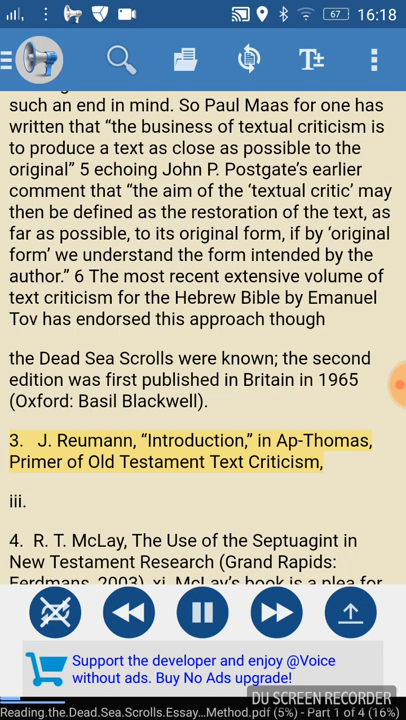 67 16:18
such an end in mind. So Paul Maas for one has
written that “the business of textual criticism is
to produce a text as close as possible to the
original” 5 echoing John P. Postgate’s earlier
comment that “the aim of the ‘textual critic’ may
then be defined as the restoration of the text, as
far as possible, to its original form, if by ‘original
form’ we understand the form intended by the
author.” 6 The most recent extensive volume of
text criticism for the Hebrew Bible by Emanuel
Tov has endorsed this approach though
the Dead Sea Scrolls were known; the second
edition was first published in Britain in 1965
(Oxford: Basil Blackwell).
3. J. Reumann, “Introduction,” in Ap-Thomas,
Primer of Old Testament Text Criticism,
iii.
4. R. T. McLay, The Use of the Septuagint in
New Testament Research (Grand Rapids:
Eerdmans, 2003), xi. McLay’s book is a plea for
Support the developer and enjoy @Voice
without ads. Buy No Ads upgrade!
DU SCREEN RECORDER
Reading.the.Dead.Sea.Scrolls.Essay...Method.pdf (5%) - Part 1 of 4 (16%)